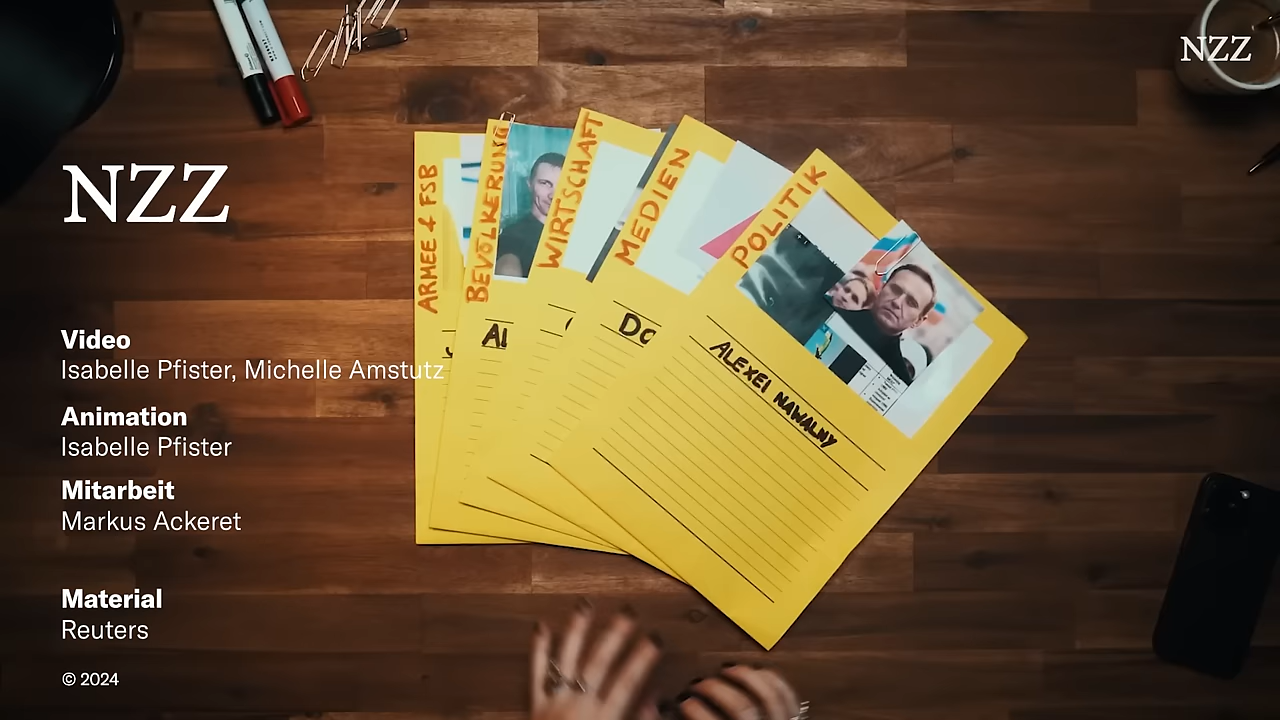 NZZ
NZZ
Video
Isabelle Pfister, Michelle Amstutz
Animation
Isabelle Pfister
Mitarbeit
Markus Ackeret
Material
Reuters
© 2024
ARMEE & FSB
BEVÖLKERUNG
WIRTSCHAFT
MEDIEN
POLITIK
ALEXEI NAWALNY